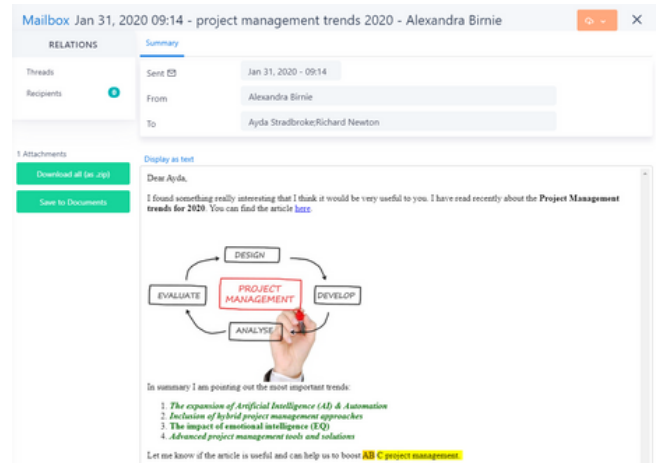 Mailbox Jan 31, 2020 09:14 - project management trends 2020 - Alexandra Birnie
RELATIONS
Summary
Threads
Recipients 0
Sent Jan 31, 2020 - 09:14
From Alexandra Birnie
To Ayda Stradbroke;Richard Newton
1 Attachments
Download all (as .zip)
Save to Documents
Display as text
Dear Ayda,
I found something really interesting that I think it would be very useful to you. I have read recently about the Project Management
trends for 2020. You can find the article here.
DESIGN
EVALUATE
PROJECT
MANAGEMENT
DEVELOP
ANALYSE
In summary I am pointing out the most important trends:
1. The expansion of Artificial Intelligence (AI) & Automation
2. Inclusion of hybrid project management approaches
3. The impact of emotional intelligence (EQ)
4. Advanced project management tools and solutions
Let me know if the article is useful and can help us to boost AB C project management.